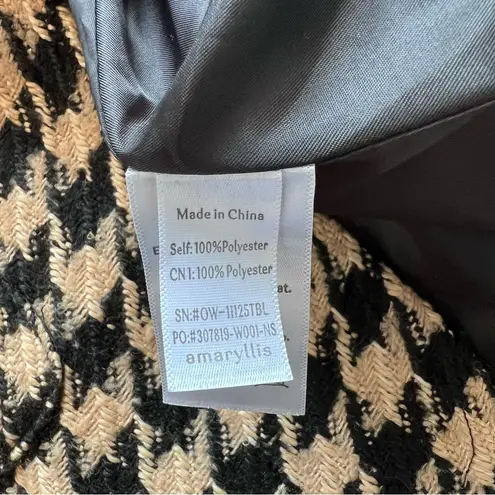 Made in China
Self: 100%Polyester
CN1: 100% Polyester
SN:#OW-11125TBL
PO:#307819-W001-NS
amaryllis